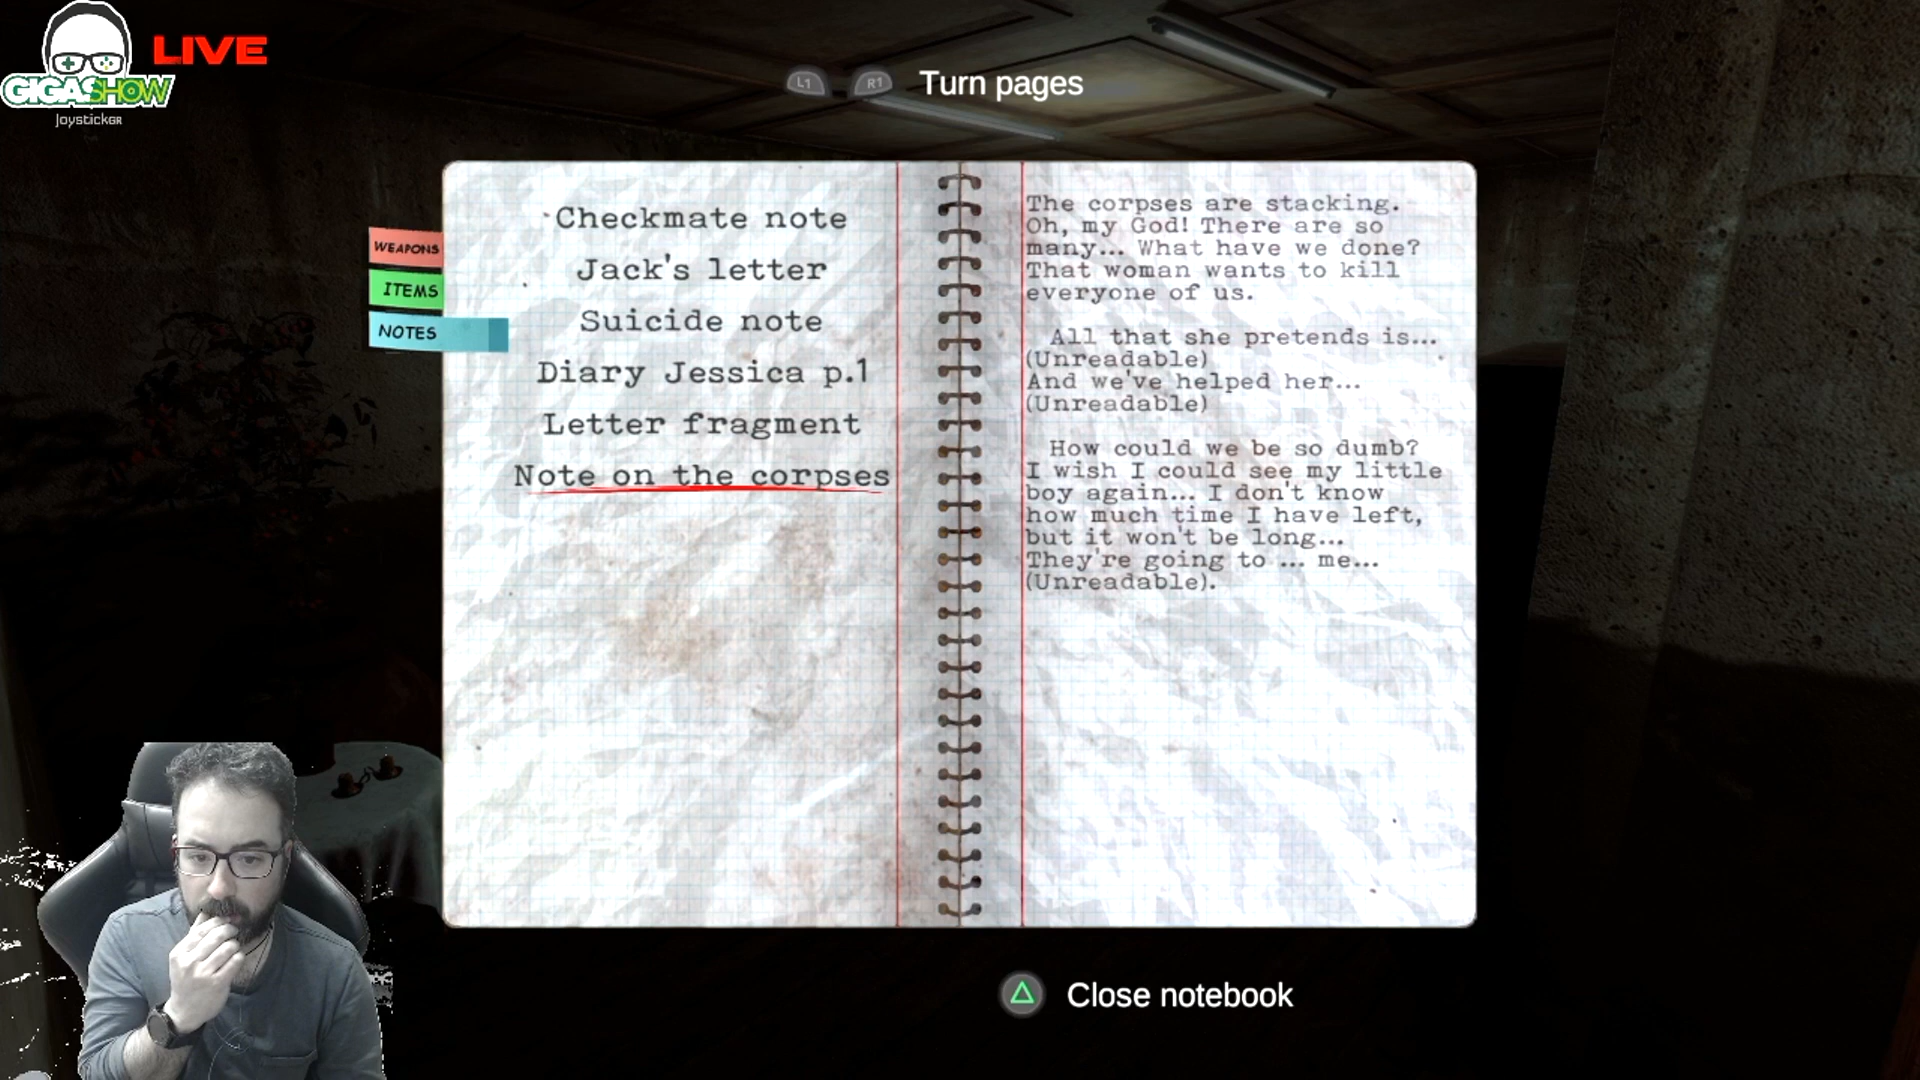 GIGASHOW
JoystickGR
LIVE
L1 R1 Turn pages
WEAPONS
ITEMS
NOTES
Checkmate note
Jack's letter
Suicide note
Diary Jessica p.1
Letter fragment
Note on the corpses
The corpses are stacking.
Oh, my God! There are so
many... What have we done?
That woman wants to kill
everyone of us.
All that she pretends is...
(Unreadable)
And we've helped her...
(Unreadable)
How could we be so dumb?
I wish I could see my little
boy again... I don't know
how much time I have left,
but it won't be long...
They're going to ... me...
(Unreadable).
Close notebook